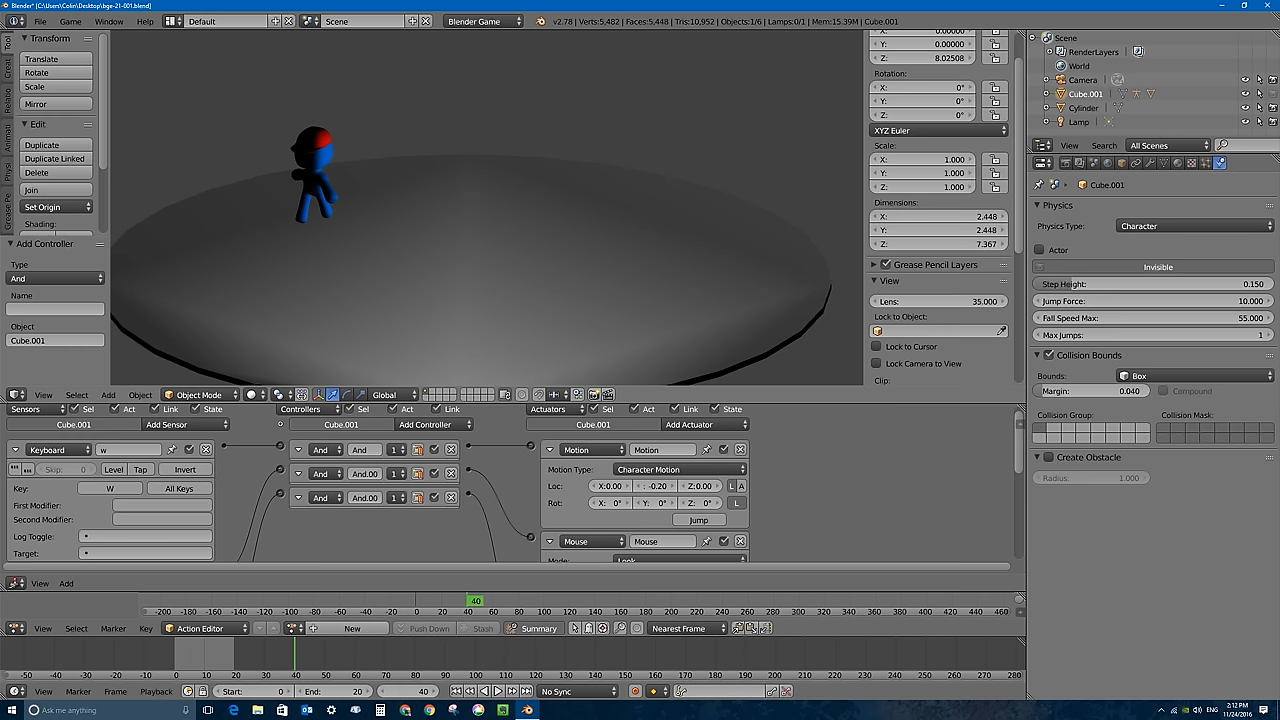 Blender* [C:\Users\Colin\Desktop\bge-21-001.blend]
File Game Window Help Default Scene Blender Game v2.78 | Verts:5,482 | Faces:5,448 | Tris:10,952 | Objects:1/6 | Lamps:0/1 | Mem:15.39M | Cube.001
Transform
Translate
Rotate
Scale
Mirror
Edit
Duplicate
Duplicate Linked
Delete
Join
Set Origin
Shading:
Add Controller
Type
And
Name
Object
Cube.001
Tool
Creat
Relatio
Animati
Physi
Grease Pe
Y: 0.00000
Z: 8.02508
Rotation:
X: 0°
Y: 0°
Z: 0°
XYZ Euler
Scale:
X: 1.000
Y: 1.000
Z: 1.000
Dimensions:
X: 2.448
Y: 2.448
Z: 7.367
Grease Pencil Layers
View
Lens: 35.000
Lock to Object:
Lock to Cursor
Lock Camera to View
Clip:
Scene
RenderLayers
World
Camera
Cube.001
Cylinder
Lamp
View Search All Scenes
Cube.001
Physics
Physics Type: Character
Actor
Invisible
Step Height: 0.150
Jump Force: 10.000
Fall Speed Max: 55.000
Max Jumps: 1
Collision Bounds
Bounds: Box
Margin: 0.040 Compound
Collision Group: Collision Mask:
Create Obstacle
Radius: 1.000
View Select Add Object Object Mode Global
Sensors Sel Act Link State Controllers Sel Act Link Actuators Sel Act Link State
Cube.001 Add Sensor Cube.001 Add Controller Cube.001 Add Actuator
Keyboard w
Skip: 0 Level Tap Invert
Key: W All Keys
First Modifier:
Second Modifier:
Log Toggle:
Target:
And And 1
And And.00 1
And And.00 1
Motion Motion
Motion Type: Character Motion
Loc: X:0.00 : -0.20 Z:0.00 L A
Rot: X: 0° Y: 0° Z: 0° L
Jump
Mouse Mouse
Mode: Look
View Add
40
-200 -180 -160 -140 -120 -100 -80 -60 -40 -20 0 20 40 60 80 100 120 140 160 180 200 220 240 260 280 300 320 340 360 380 400 420 440 460
View Select Marker Key Action Editor New Push Down Stash Summary Nearest Frame
-50 -40 -30 -20 -10 0 10 20 30 40 50 60 70 80 90 100 110 120 130 140 150 160 170 180 190 200 210 220 230 240 250 260 270 280
View Marker Frame Playback Start: 0 End: 20 40 No Sync
Ask me anything
ENG
2:12 PM
11/24/2016